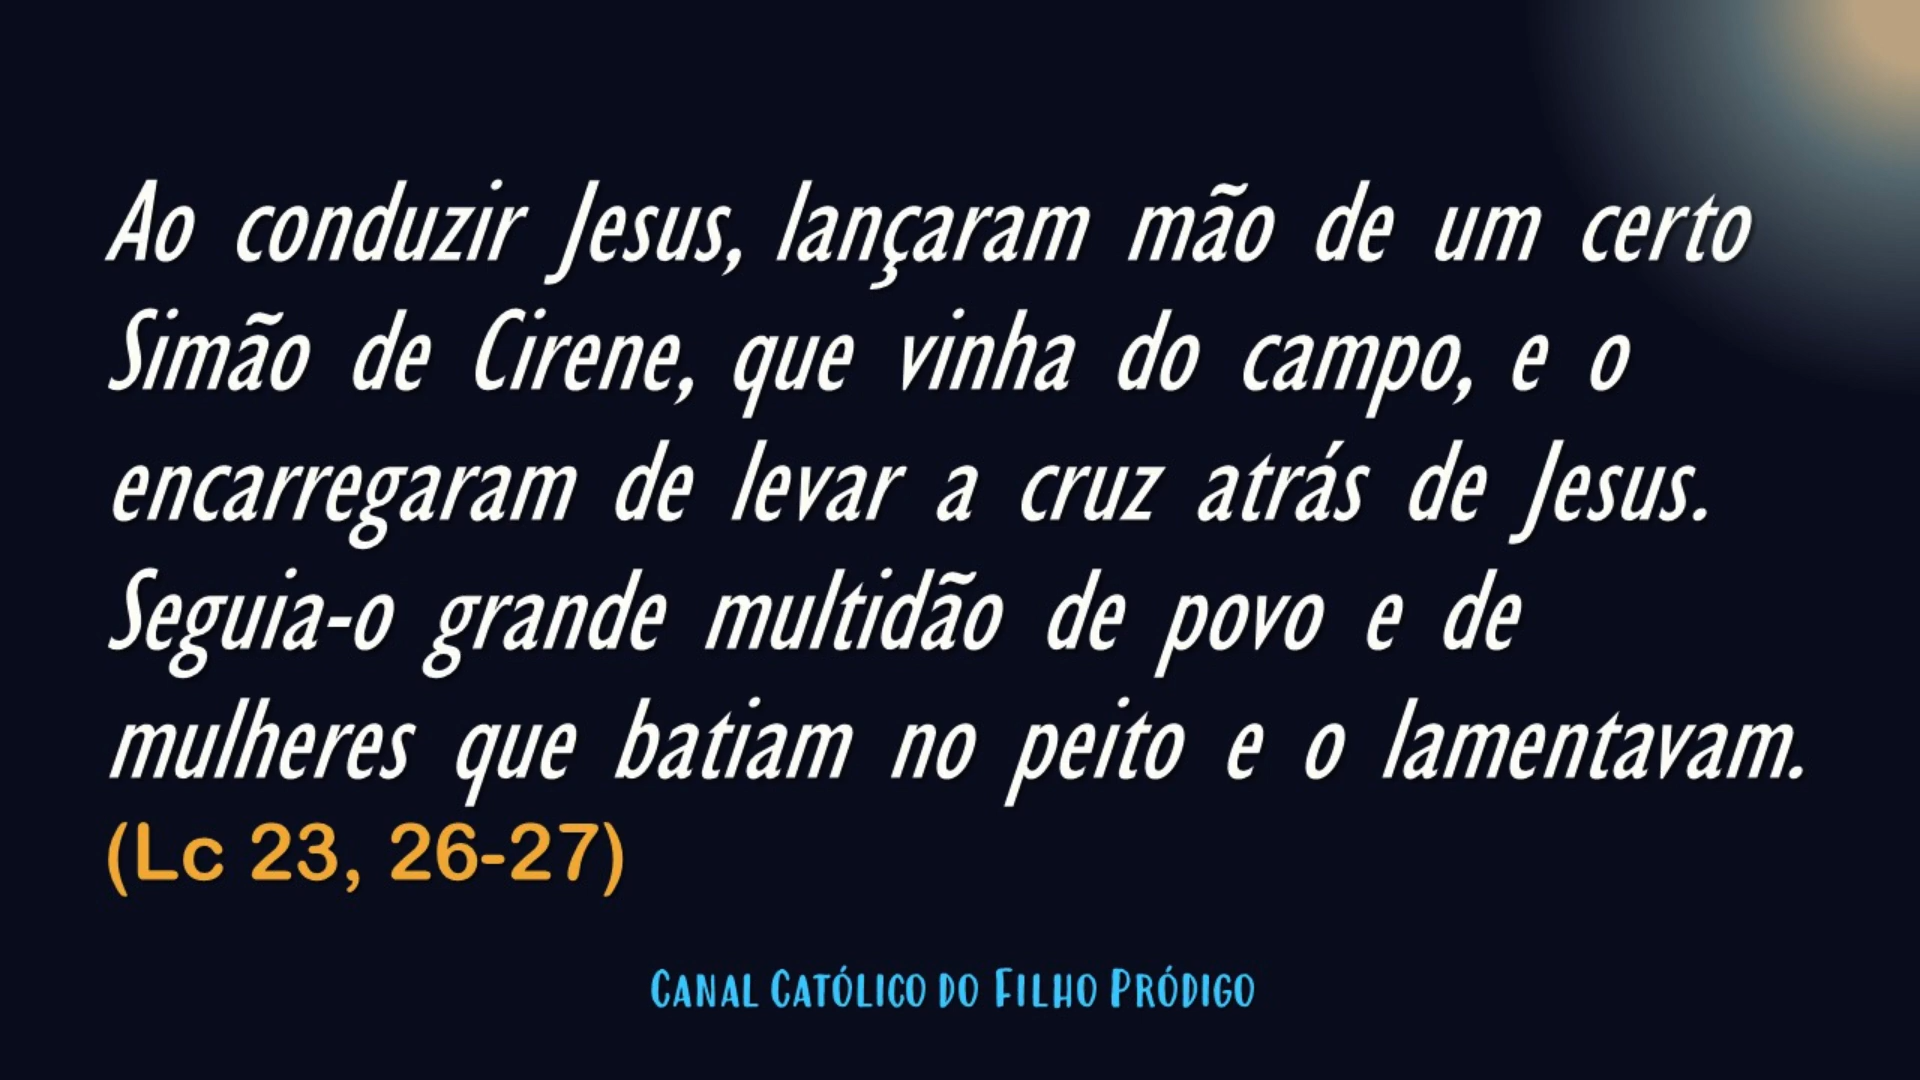 Ao conduzir Jesus, lançaram mão de um certo
Simão de Cirene, que vinha do campo, e o
encarregaram de levar a cruz atrás de Jesus.
Seguia-o grande multidão de povo e de
mulheres que batiam no peito e o lamentavam.
(Lc 23, 26-27)
Canal Católico do Filho Pródigo